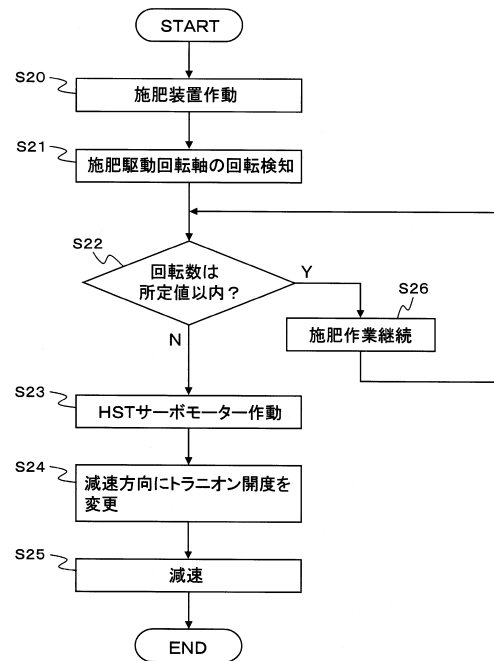 START
S20
施肥装置作動
S21
施肥駆動回転軸の回転検知
S22
回転数は
所定値以内？
Y
S26
施肥作業継続
N
S23
HSTサーボモーター作動
S24
減速方向にトラニオン開度を
変更
S25
減速
END